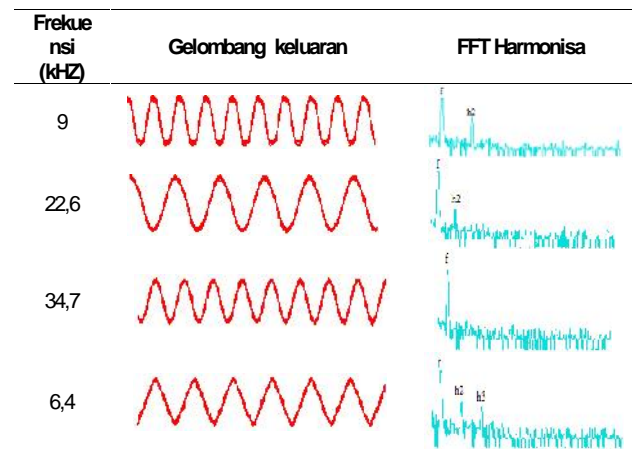 Frekue
nsi
(kHZ)
Gelombang keluaran
FFT Harmonisa
9
f
h2
22,6
f
h2
34,7
f
6,4
f
h2
h3